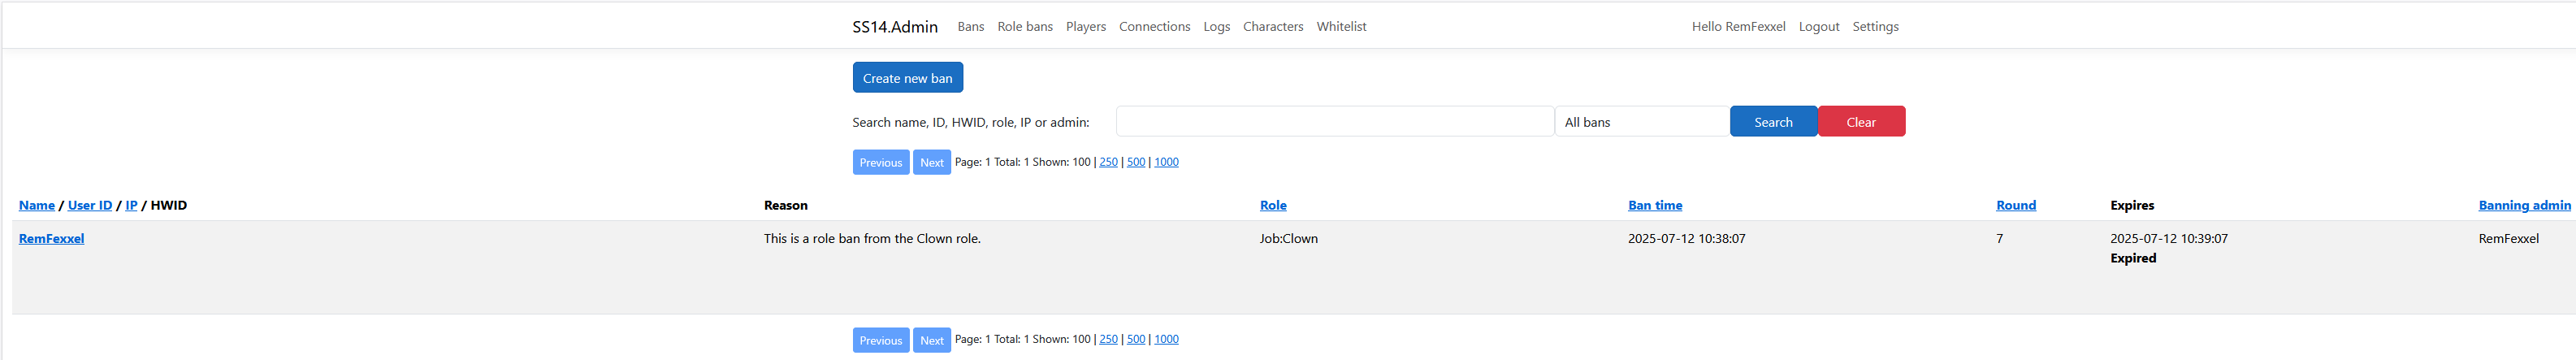 SS14.Admin Bans Role bans Players Connections Logs Characters Whitelist Hello RemFexxel Logout Settings
Create new ban
Search name, ID, HWID, role, IP or admin: All bans Search Clear
Previous Next Page: 1 Total: 1 Shown: 100 | 250 | 500 | 1000
Name / User ID / IP / HWID Reason Role Ban time Round Expires Banning admin
RemFexxel This is a role ban from the Clown role. Job:Clown 2025-07-12 10:38:07 7 2025-07-12 10:39:07 RemFexxel
Expired
Previous Next Page: 1 Total: 1 Shown: 100 | 250 | 500 | 1000